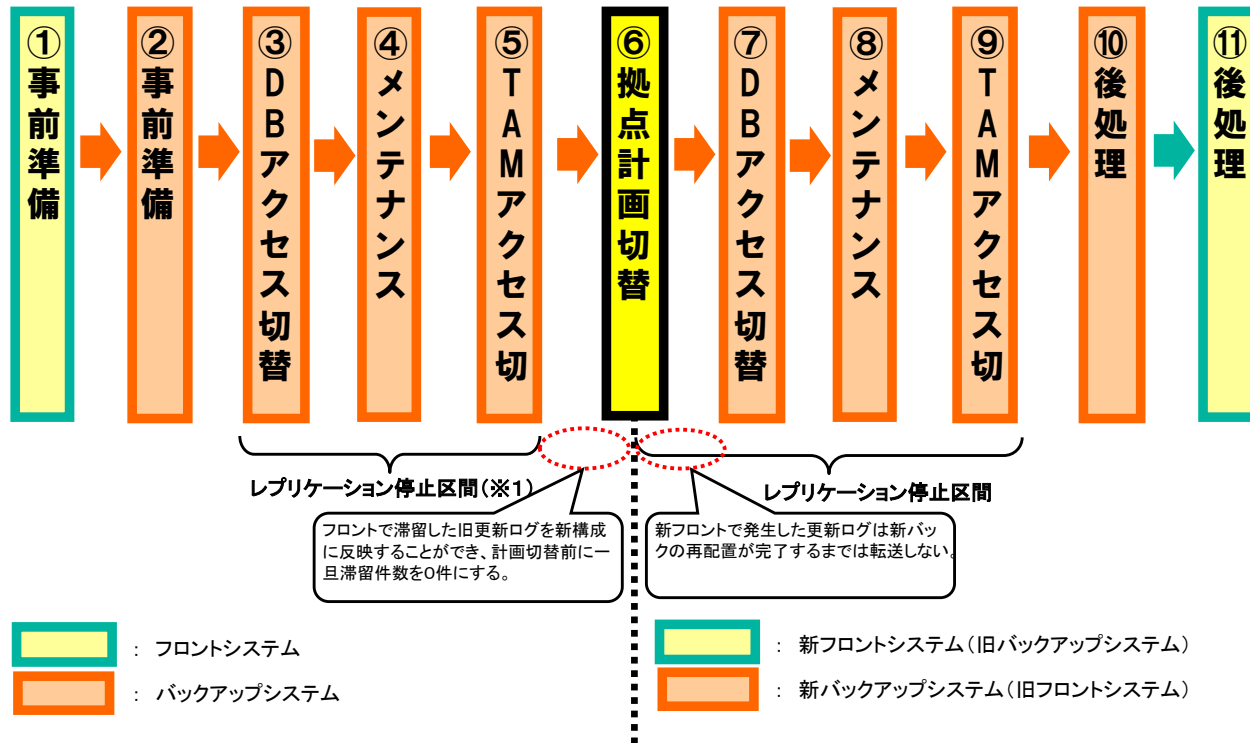 ①事前準備
②事前準備
③DBアクセス切替
④メンテナンス
⑤TAMアクセス切
⑥拠点計画切替
⑦DBアクセス切替
⑧メンテナンス
⑨TAMアクセス切
⑩後処理
⑪後処理
レプリケーション停止区間(※1)
レプリケーション停止区間
フロントで滞留した旧更新ログを新構成
に反映することができ、計画切替前に一
旦滞留件数を0件にする。
新フロントで発生した更新ログは新バッ
クの再配置が完了するまでは転送しない。
： フロントシステム
： バックアップシステム
： 新フロントシステム(旧バックアップシステム)
： 新バックアップシステム(旧フロントシステム)